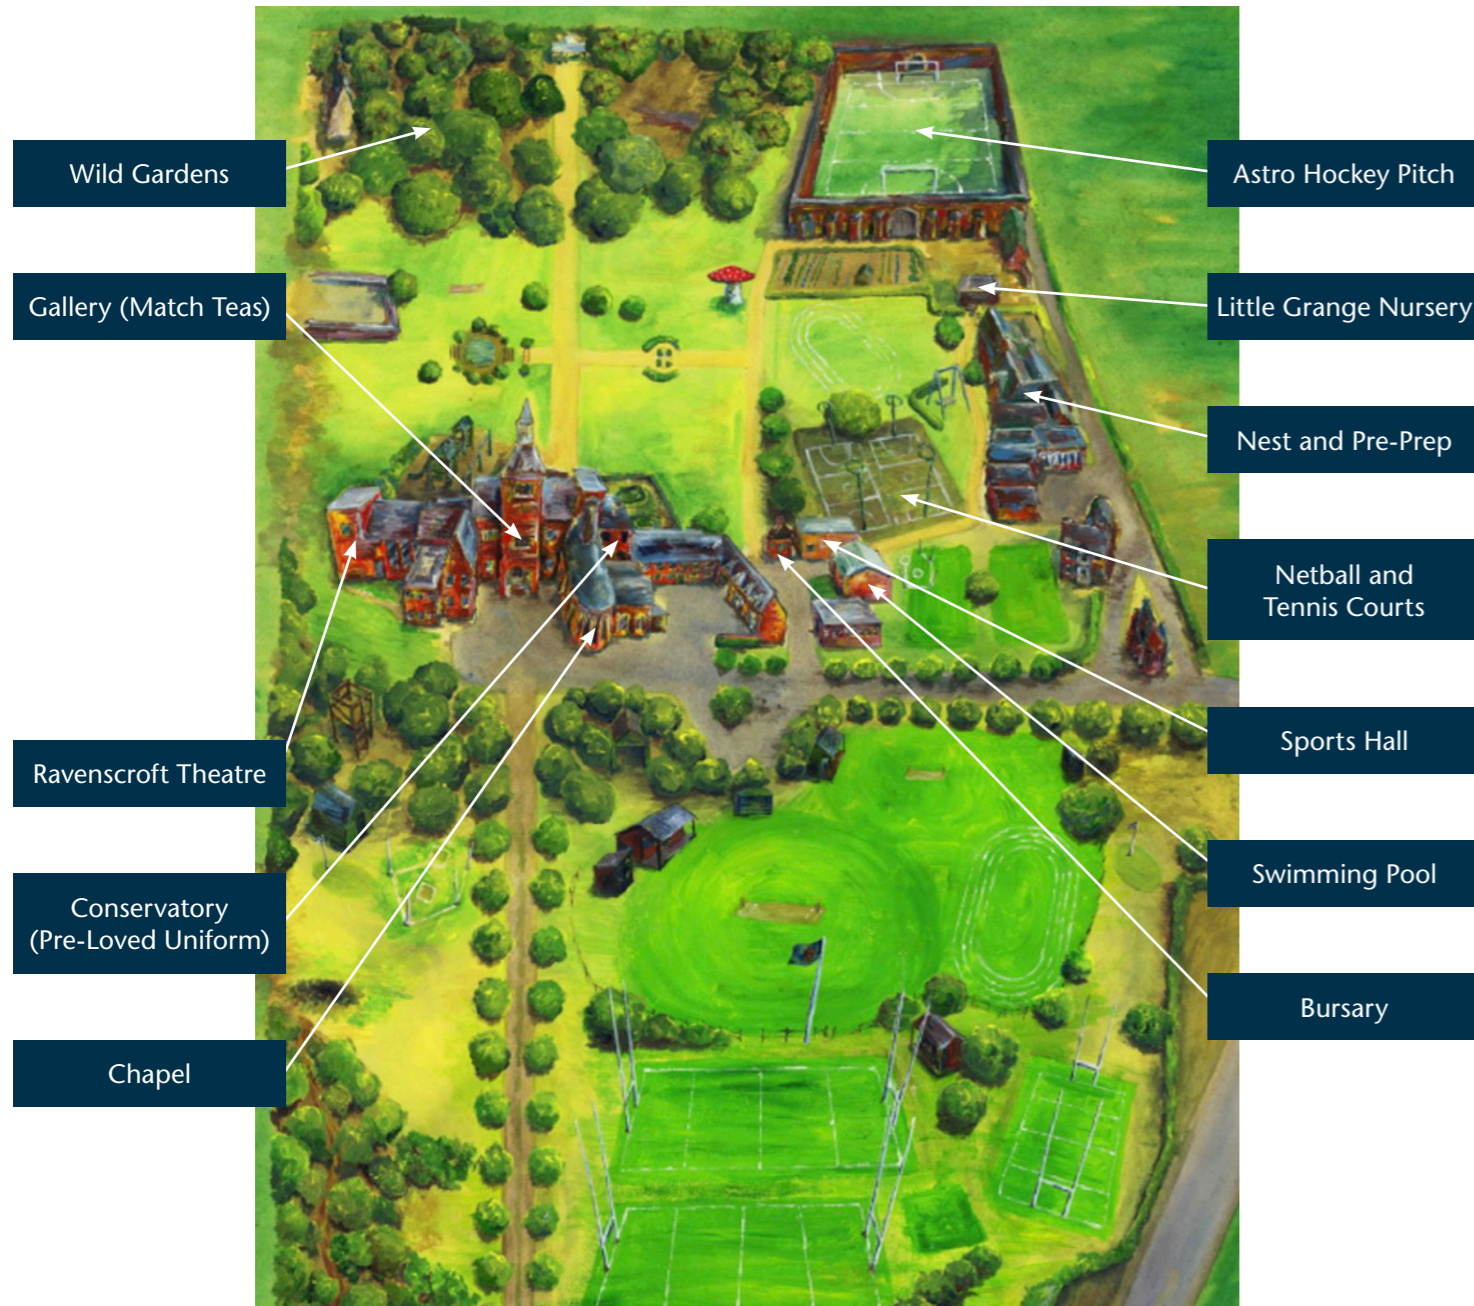 Wild Gardens
Gallery (Match Teas)
Ravenscroft Theatre
Conservatory
(Pre-Loved Uniform)
Chapel
Astro Hockey Pitch
Little Grange Nursery
Nest and Pre-Prep
Netball and
Tennis Courts
Sports Hall
Swimming Pool
Bursary